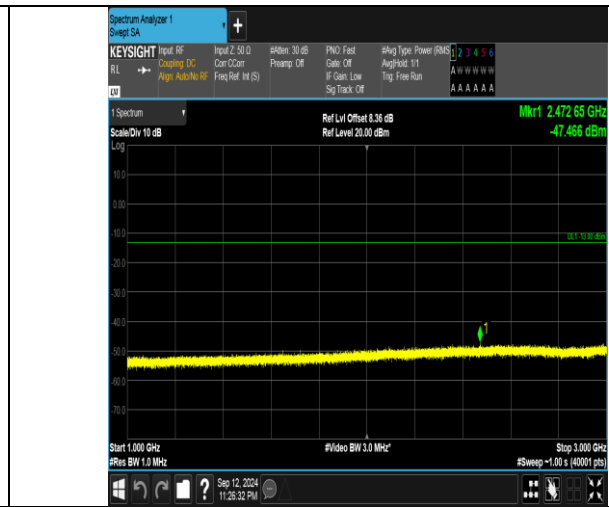 Spectrum Analyzer 1
Swept SA
+
KEYSIGHT Input: RF Input Z: 50 Ω #Atten: 30 dB PNO: Fast #Avg Type: Power (RMS 1 2 3 4 5 6
RL Coupling: DC Corr CCorr Preamp: Off Gate: Off Avg|Hold: 1/1 A W W W W W
Align: Auto/No RF Freq Ref: Int (S) IF Gain: Low Trig: Free Run A A A A A A
LXI Sig Track: Off
1 Spectrum Ref Lvl Offset 8.36 dB Mkr1 2.472 65 GHz
Scale/Div 10 dB Ref Level 20.00 dBm -47.466 dBm
Log
10.0
0.00
-10.0 DL1 -13.00 dBm
-20.0
-30.0
-40.0
1
-50.0
-60.0
-70.0
Start 1.000 GHz #Video BW 3.0 MHz* Stop 3.000 GHz
#Res BW 1.0 MHz #Sweep ~1.00 s (40001 pts)
? Sep 12, 2024
11:26:32 PM